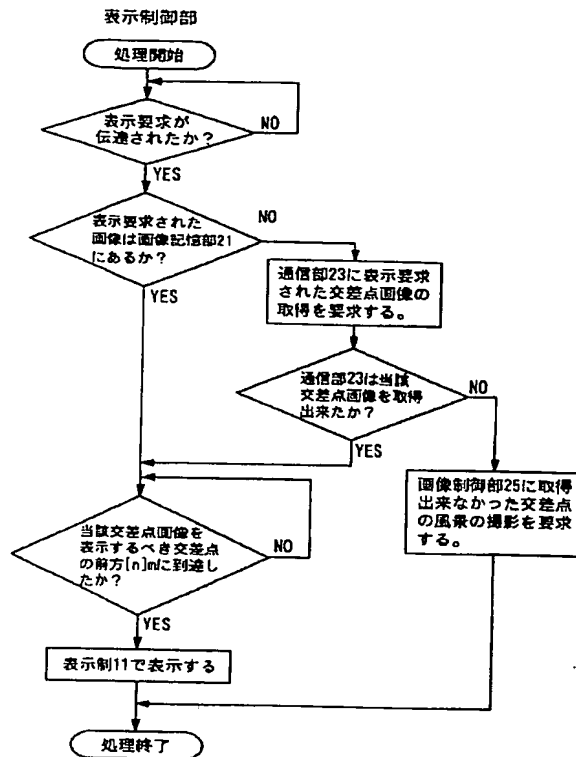 表示制御部
処理開始
表示要求が
伝達されたか？
NO
YES
表示要求された
画像は画像記憶部21
にあるか？
NO
YES
通信部23に表示要求
された交差点画像の
取得を要求する。
通信部23は当該
交差点画像を取得
出来たか？
NO
YES
画像制御部25に取得
出来なかった交差点
の風景の撮影を要求
する。
当該交差点画像を
表示するべき交差点
の前方[n]mに到達し
たか？
NO
YES
表示制11で表示する
処理終了